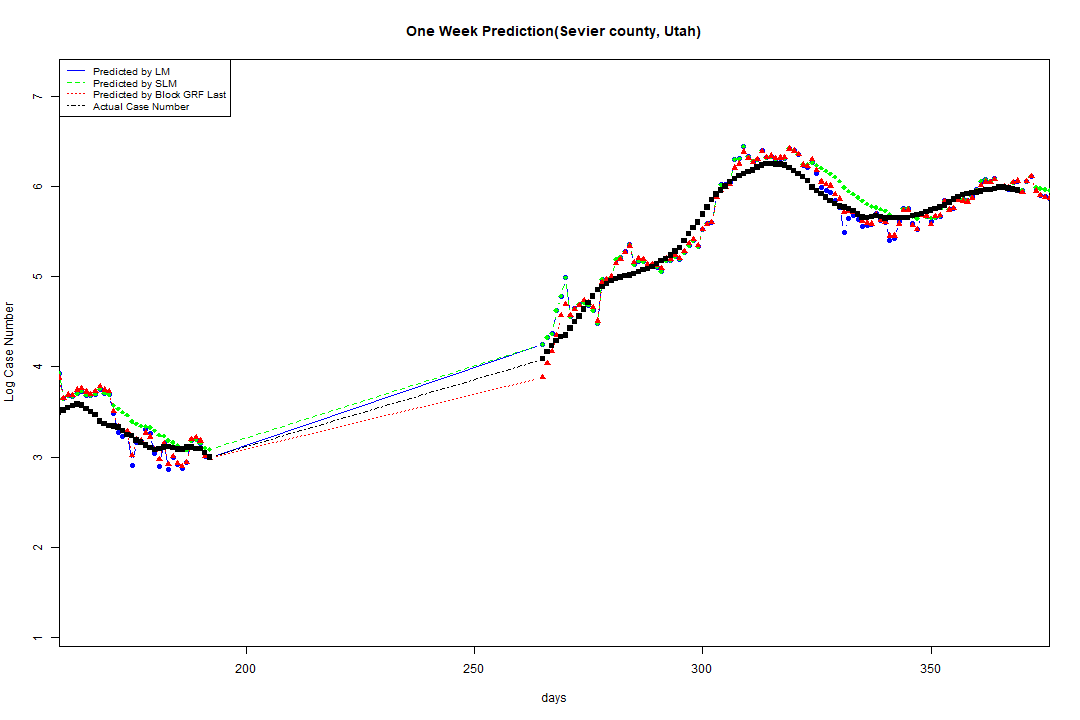 One Week Prediction(Sevier county, Utah)
Predicted by LM
Predicted by SLM
Predicted by Block GRF Last
Actual Case Number
7
6
5
4
3
2
1
Log Case Number
200
250
300
350
days